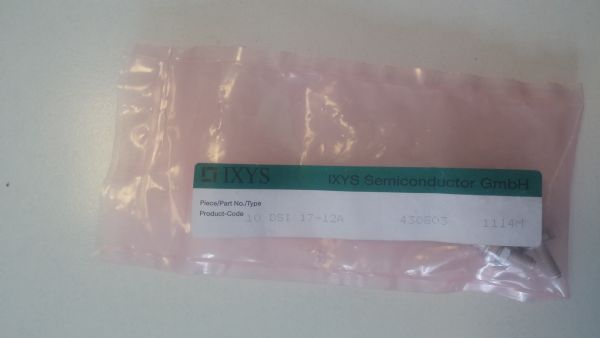 IXYS IXYS Semiconductor GmbH
Piece/Part No./Type
Product-Code 10 DSI 17-12A 430803 1114M